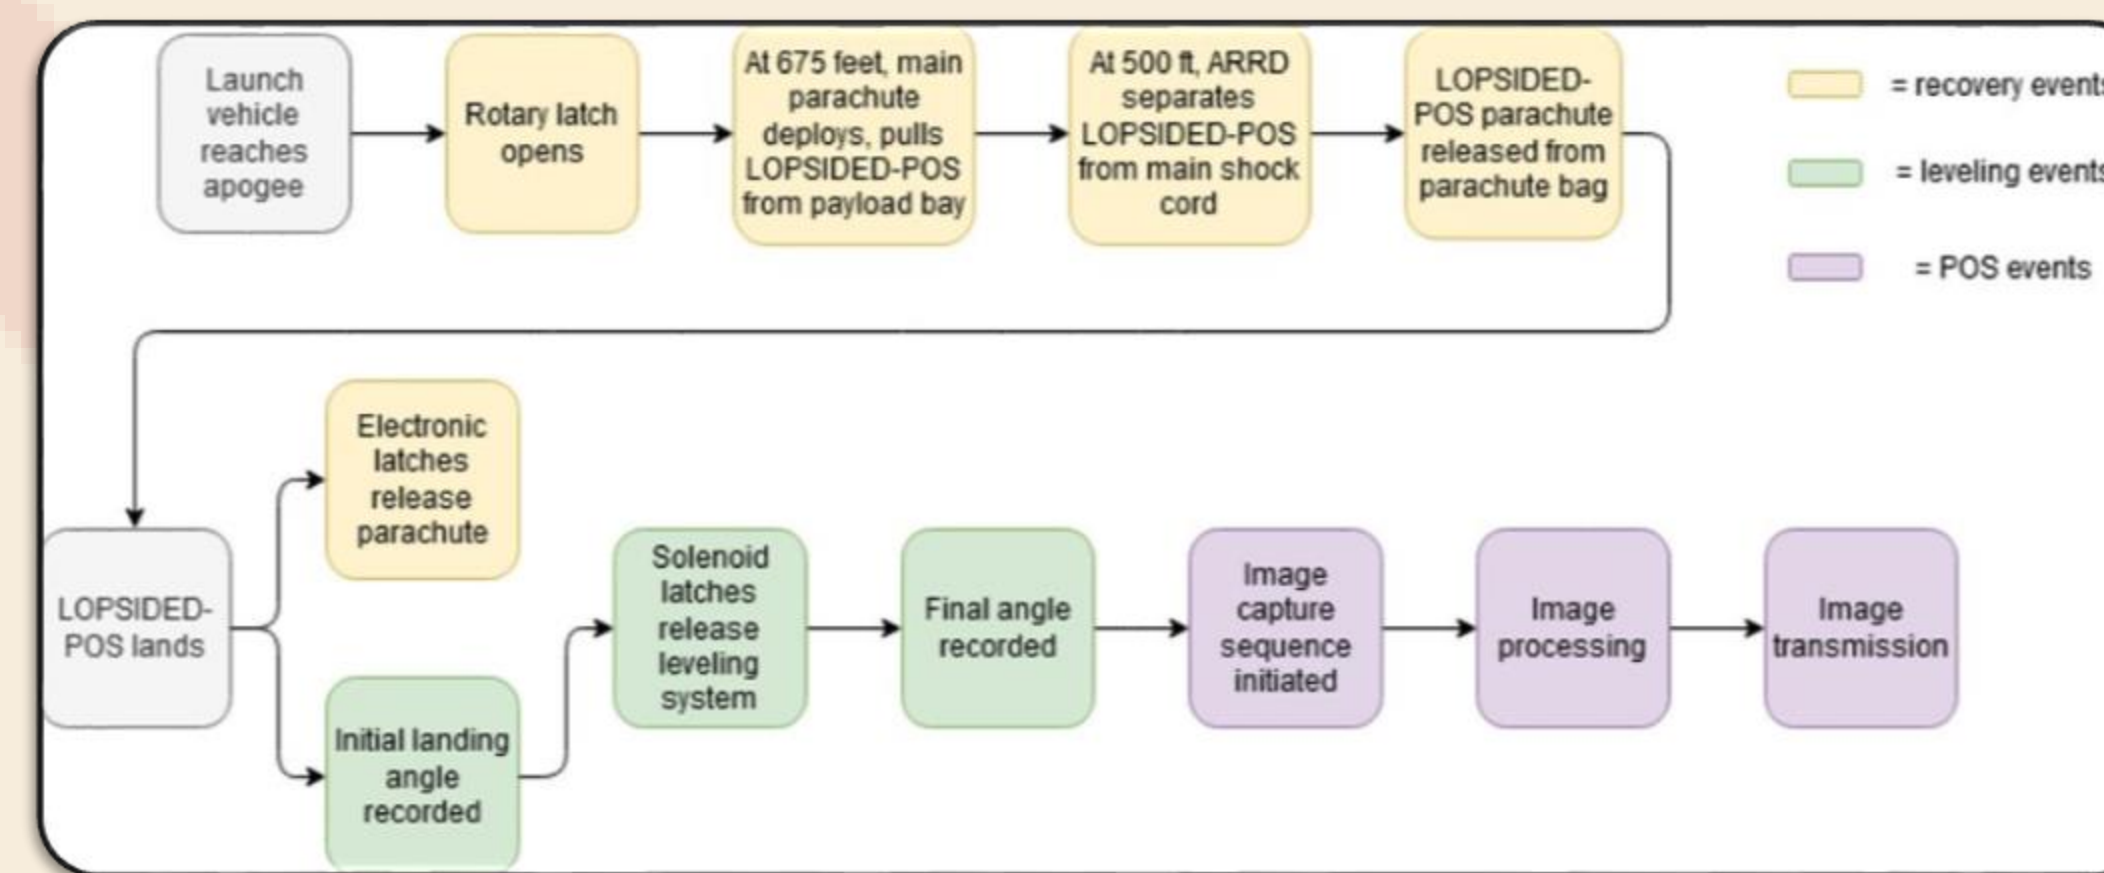 Launch
vehicle
reaches
apogee
Rotary latch
opens
At 675 feet, main
parachute
deploys, pulls
LOPSIDED-POS
from payload bay
At 500 ft, ARRD
separates
LOPSIDED-POS
from main shock
cord
LOPSIDED-
POS parachute
released from
parachute bag
= recovery events
= leveling events
= POS events
Electronic
latches
release
parachute
LOPSIDED-
POS lands
Initial landing
angle
recorded
Solenoid
latches
release
leveling
system
Final angle
recorded
Image
capture
sequence
initiated
Image
processing
Image
transmission